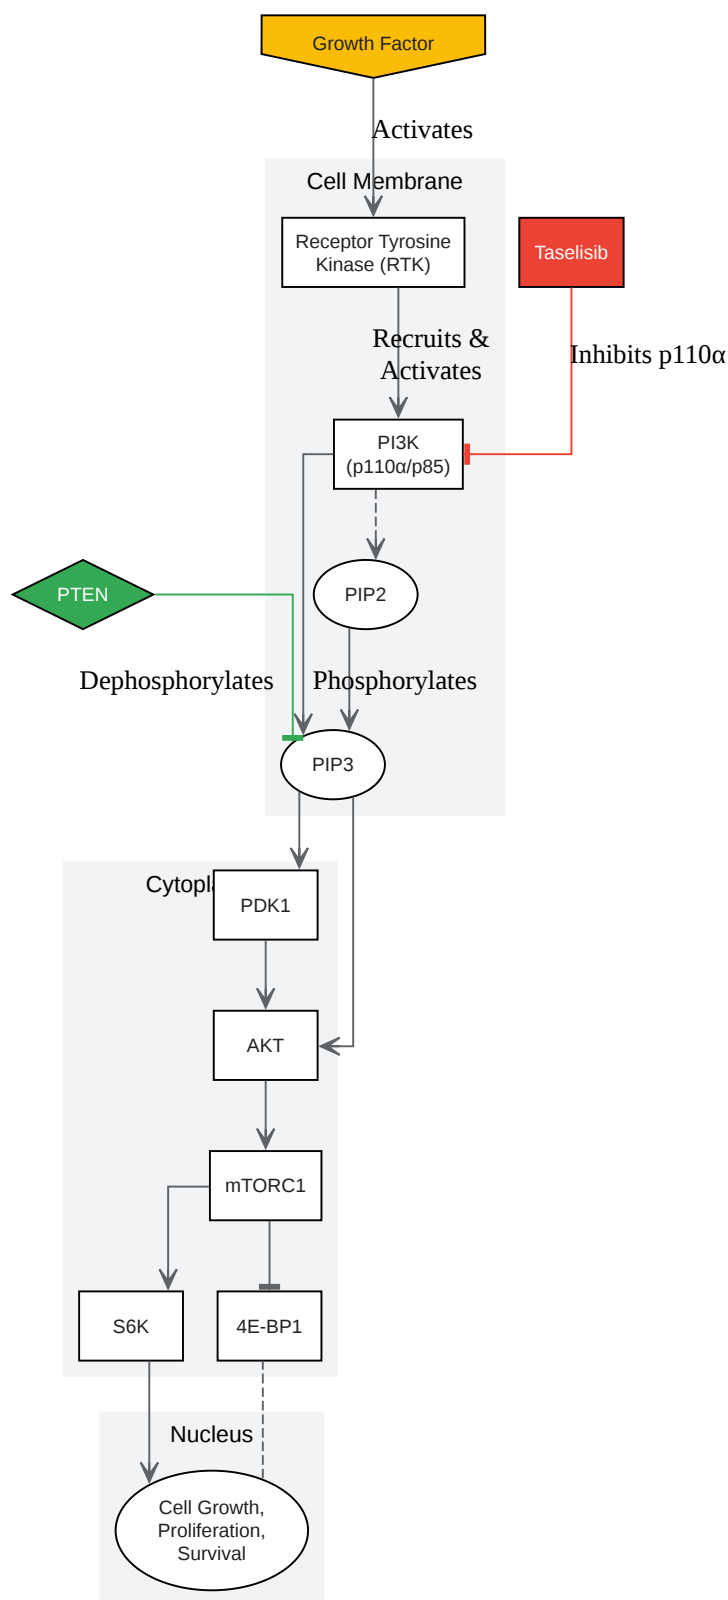 Growth Factor
Activates
Cell Membrane
Receptor Tyrosine
Kinase (RTK)
Taselisib
Recruits &
Activates
Inhibits p110α
PI3K
(p110α/p85)
PTEN
PIP2
Dephosphorylates
Phosphorylates
PIP3
PDK1
AKT
mTORC1
S6K
4E-BP1
Nucleus
Cell Growth,
Proliferation,
Survival